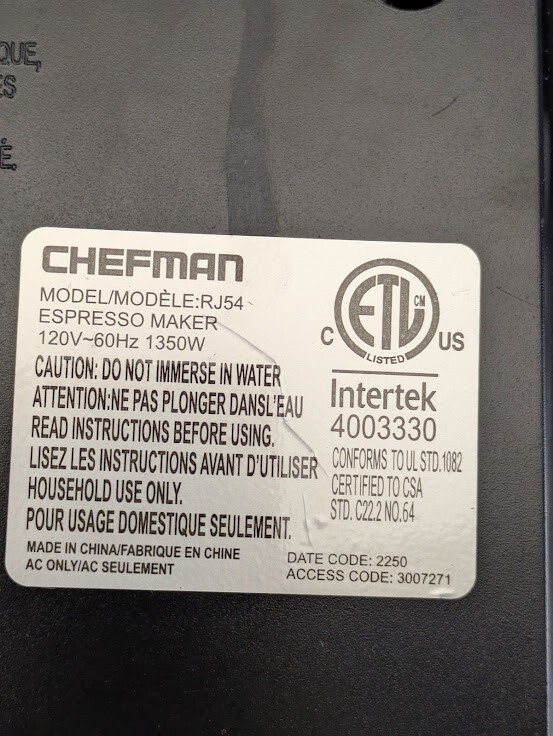 QUE,
ES
É.
CHEFMAN
MODEL/MODÈLE:RJ54
ESPRESSO MAKER
120V~60Hz 1350W
CAUTION: DO NOT IMMERSE IN WATER
ATTENTION:NE PAS PLONGER DANSL'EAU
READ INSTRUCTIONS BEFORE USING.
LISEZ LES INSTRUCTIONS AVANT D'UTILISER
HOUSEHOLD USE ONLY.
POUR USAGE DOMESTIQUE SEULEMENT.
MADE IN CHINA/FABRIQUE EN CHINE
AC ONLY/AC SEULEMENT
ETL CM
C US
LISTED
Intertek
4003330
CONFORMS TO UL STD.1082
CERTIFIED TO CSA
STD. C22.2 NO.64
DATE CODE: 2250
ACCESS CODE: 3007271